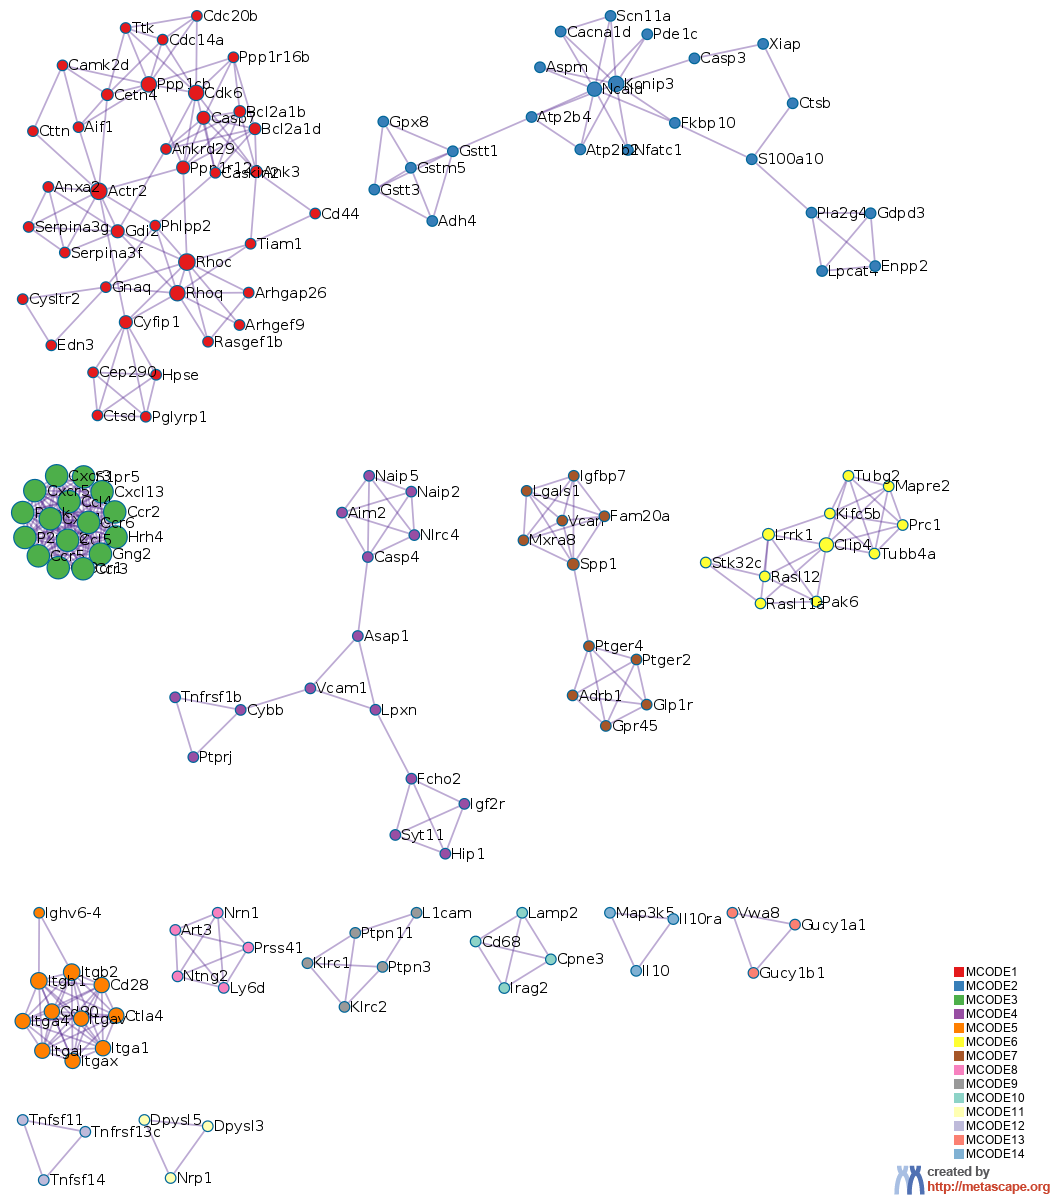 Cdc20b
Ttk
Cdc14a
Ppp1r16b
Camk2d
Ppp1cb
Cetn4
Cdk6
Bcl2a1b
Casp7
Bcl2a1d
Cttn
Aif1
Ankrd29
Caskin2
Ank3
Anxa2
Actr2
Cd44
Serpina3g
Gdi2
Phlpp2
Serpina3f
Tiam1
Rhoc
Gnaq
Rhoq
Arhgap26
Cysltr2
Cyfip1
Arhgef9
Edn3
Rasgef1b
Cep290
Hpse
Ctsd
Pglyrp1
Scn11a
Cacna1d
Pde1c
Xiap
Casp3
Aspm
Kcnip3
Ncald
Ctsb
Atp2b4
Fkbp10
Gpx8
Atp2b2
Nfatc1
Gstt1
S100a10
Gstm5
Gstt3
Adh4
Pla2g4
Gdpd3
Lpcat4
Enpp2
Cxcr3
S1pr5
Cxcr5
Cxcl13
Ccl4
Ccr2
Ccr6
Hrh4
Ccl5
Ccr5
Gng2
Ccr3
Naip5
Naip2
Aim2
Nlrc4
Casp4
Asap1
Vcam1
Tnfrsf1b
Cybb
Lpxn
Ptprj
Fcho2
Igf2r
Syt11
Hip1
Igfbp7
Lgals1
Vcan
Fam20a
Mxra8
Spp1
Ptger4
Ptger2
Adrb1
Glp1r
Gpr45
Tubg2
Mapre2
Kifc5b
Prc1
Lrrk1
Clip4
Tubb4a
Stk32c
Rasl12
Rasl11a
Pak6
Ighv6-4
Itgb2
Itgb1
Cd28
Cd80
Itga4
Itgav
Ctla4
Itgal
Itga1
Itgax
Nrn1
Art3
Prss41
Ntng2
Ly6d
L1cam
Ptpn11
Klrc1
Ptpn3
Klrc2
Lamp2
Cd68
Cpne3
Irag2
Map3k5
Il10ra
Il10
Vwa8
Gucy1a1
Gucy1b1
Tnfsf11
Tnfrsf13c
Tnfsf14
Dpysl5
Dpysl3
Nrp1
MCODE1
MCODE2
MCODE3
MCODE4
MCODE5
MCODE6
MCODE7
MCODE8
MCODE9
MCODE10
MCODE11
MCODE12
MCODE13
MCODE14
created by
http://metascape.org